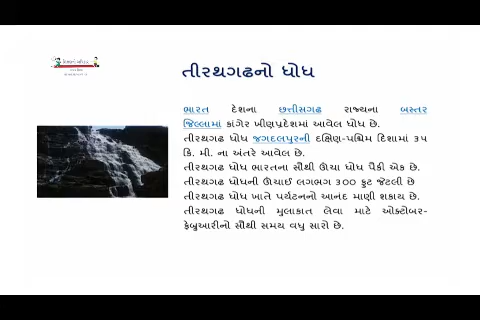 તીરથગઢનો ધોધ
ભારત દેશના છત્તીસગઢ રાજ્યના બસ્તર
જિલ્લામાં કાંગેર ખીણપ્રદેશમાં આવેલ ધોધ છે.
તીરથગઢ ધોધ જગદલપુરની દક્ષિણ-પશ્ચિમ દિશામાં ૩૫
કિ. મી. ના અંતરે આવેલ છે.
તીરથગઢ ધોધ ભારતના સૌથી ઊંચા ધોધ પૈકી એક છે.
તીરથગઢ ધોધની ઊંચાઈ લગભગ ૩૦૦ ફુટ જેટલી છે
તીરથગઢ ધોધ ખાતે પર્યટનનો આનંદ માણી શકાય છે.
તીરથગઢ ધોધની મુલાકાત લેવા માટે ઓક્ટોબર-
ફેબ્રુઆરીનો સૌથી સમય વધુ સારો છે.